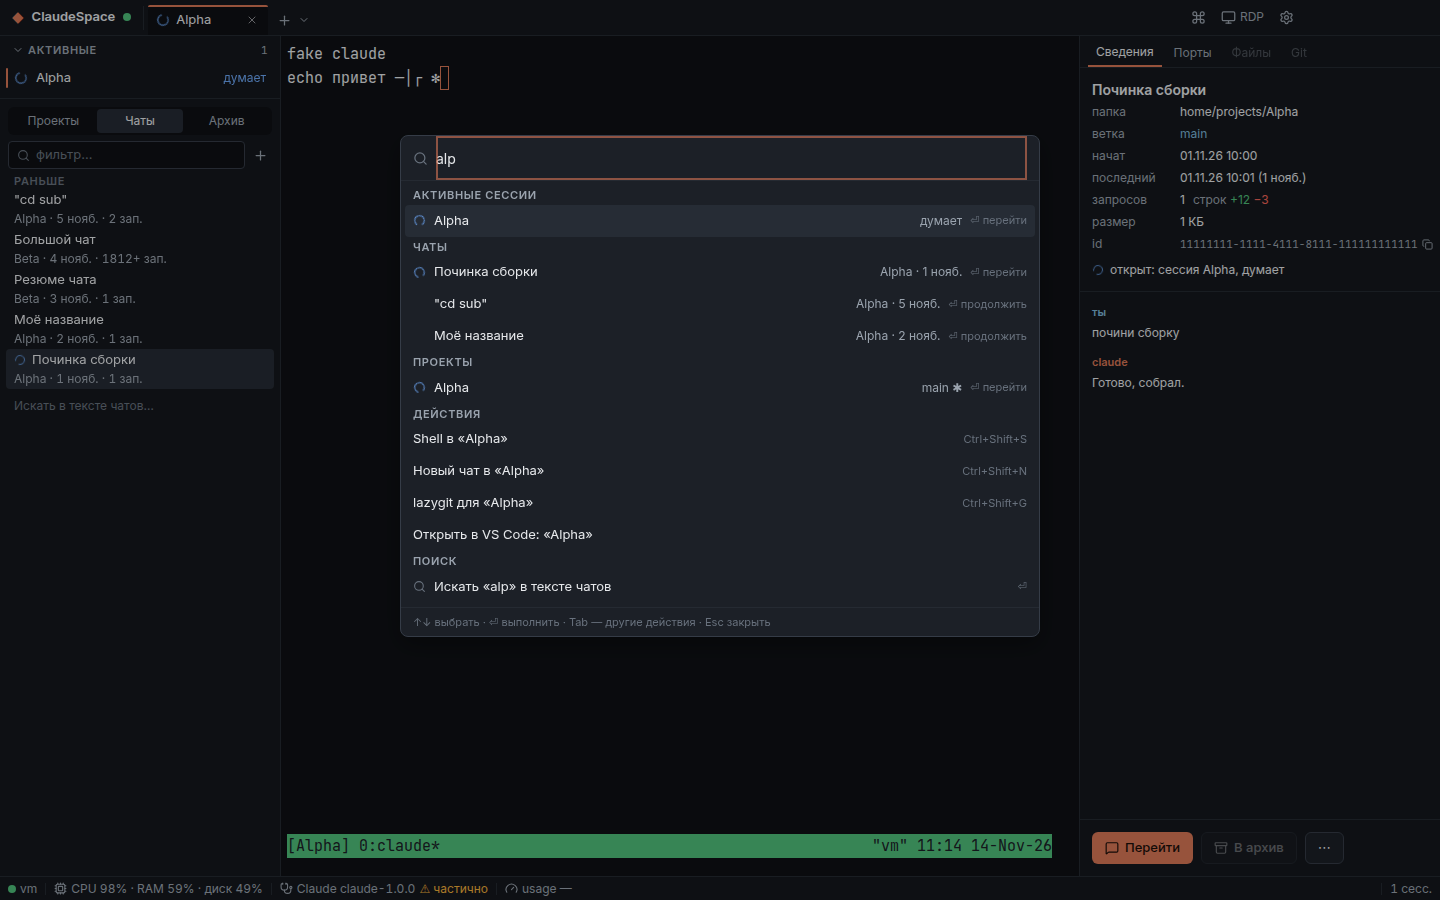 ClaudeSpace
Alpha
RDP
АКТИВНЫЕ 1
Alpha думает
Проекты Чаты Архив
фильтр...
РАНЬШЕ
"cd sub"
Alpha · 5 нояб. · 2 зап.
Большой чат
Beta · 4 нояб. · 1812+ зап.
Резюме чата
Beta · 3 нояб. · 1 зап.
Моё название
Alpha · 2 нояб. · 1 зап.
Починка сборки
Alpha · 1 нояб. · 1 зап.
Искать в тексте чатов...
fake claude
echo привет —│┌ ✻
alp
АКТИВНЫЕ СЕССИИ
Alpha думает ⏎ перейти
ЧАТЫ
Починка сборки Alpha · 1 нояб. ⏎ перейти
"cd sub" Alpha · 5 нояб. ⏎ продолжить
Моё название Alpha · 2 нояб. ⏎ продолжить
ПРОЕКТЫ
Alpha main ✱ ⏎ перейти
ДЕЙСТВИЯ
Shell в «Alpha» Ctrl+Shift+S
Новый чат в «Alpha» Ctrl+Shift+N
lazygit для «Alpha» Ctrl+Shift+G
Открыть в VS Code: «Alpha»
ПОИСК
Искать «alp» в тексте чатов ⏎
↑↓ выбрать · ⏎ выполнить · Tab — другие действия · Esc закрыть
[Alpha] 0:claude* "vm" 11:14 14-Nov-26
Сведения Порты Файлы Git
Починка сборки
папка home/projects/Alpha
ветка main
начат 01.11.26 10:00
последний 01.11.26 10:01 (1 нояб.)
запросов 1 строк +12 −3
размер 1 КБ
id 11111111-1111-4111-8111-111111111111
открыт: сессия Alpha, думает
ты
почини сборку
claude
Готово, собрал.
Перейти В архив ···
vm CPU 98% · RAM 59% · диск 49% Claude claude-1.0.0 ⚠ частично usage — 1 сесс.